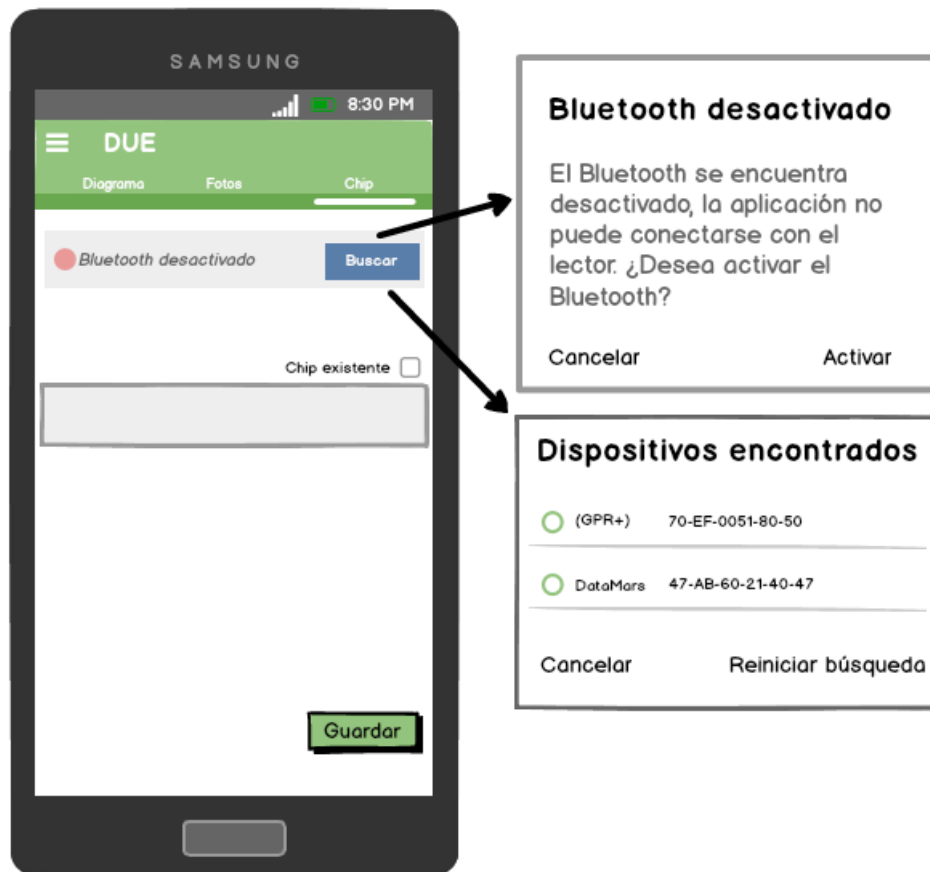 SAMSUNG
8:30 PM
DUE
Diagrama Fotos Chip
Bluetooth desactivado Buscar
Chip existente
Guardar
Bluetooth desactivado
El Bluetooth se encuentra
desactivado, la aplicación no
puede conectarse con el
lector. ¿Desea activar el
Bluetooth?
Cancelar Activar
Dispositivos encontrados
(GPR+) 70-EF-0051-80-50
DataMars 47-AB-60-21-40-47
Cancelar Reiniciar búsqueda